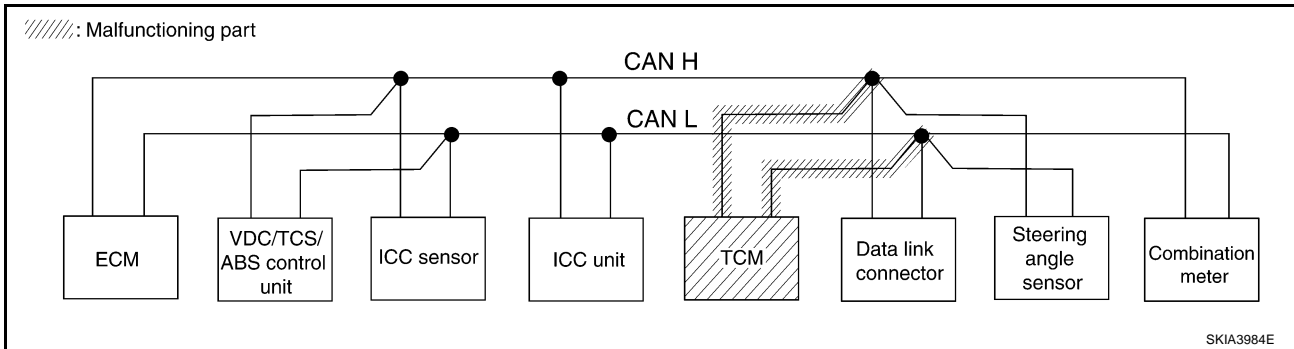 : Malfunctioning part
CAN H
CAN L
ECM
VDC/TCS/
ABS control
unit
ICC sensor
ICC unit
TCM
Data link
connector
Steering
angle
sensor
Combination
meter
SKIA3984E